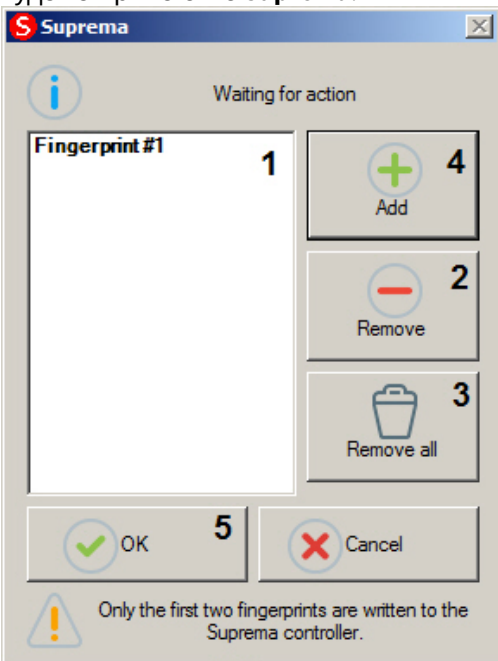 Suprema
Waiting for action
Fingerprint #1
1
4
Add
2
Remove
3
Remove all
OK
5
Cancel
Only the first two fingerprints are written to the
Suprema controller.